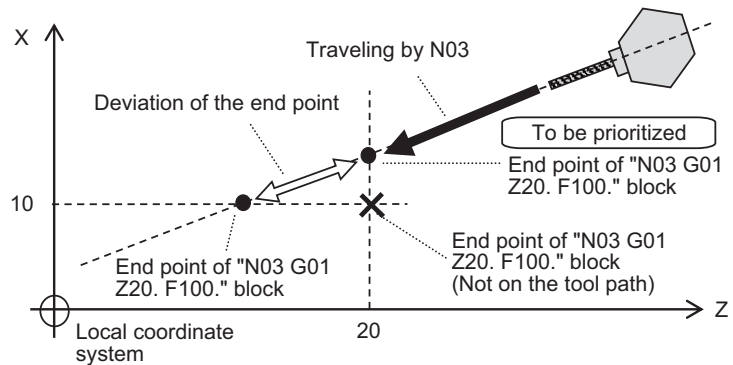 X
Traveling by N03
Deviation of the end point
To be prioritized
End point of "N03 G01
Z20. F100." block
10
End point of "N03 G01
Z20. F100." block
(Not on the tool path)
End point of "N03 G01
Z20. F100." block
Z
20
Local coordinate
system